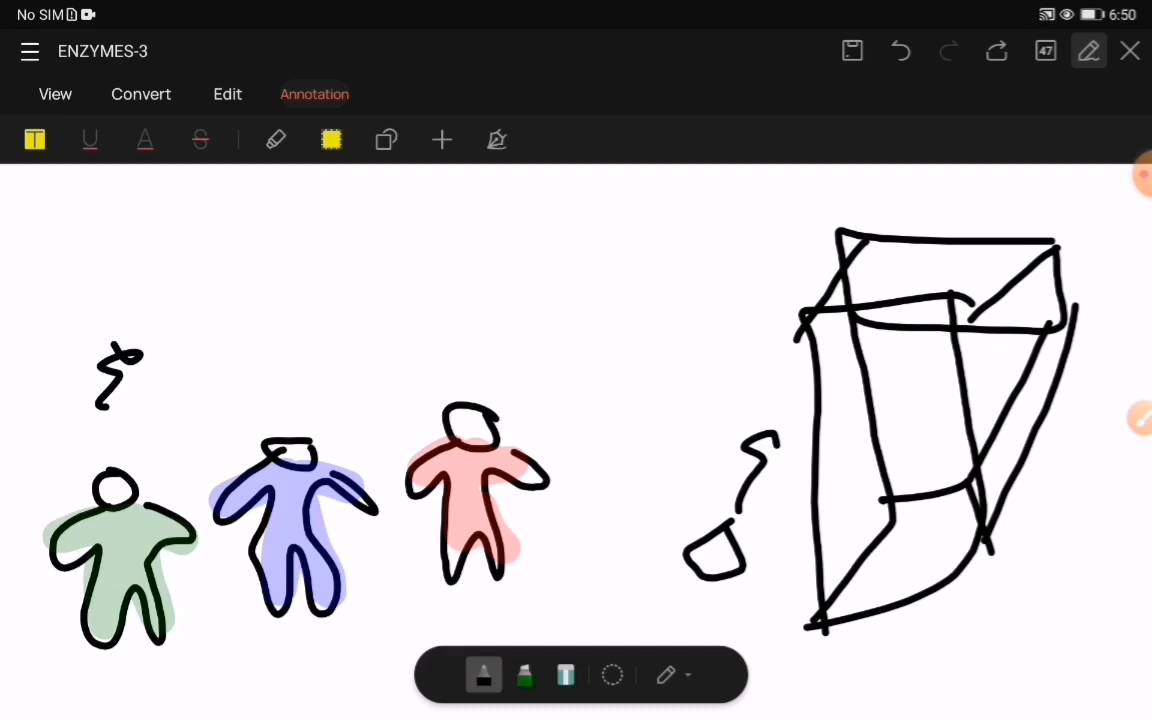 No SIM
6:50
ENZYMES-3
47
View Convert Edit Annotation
T U A S